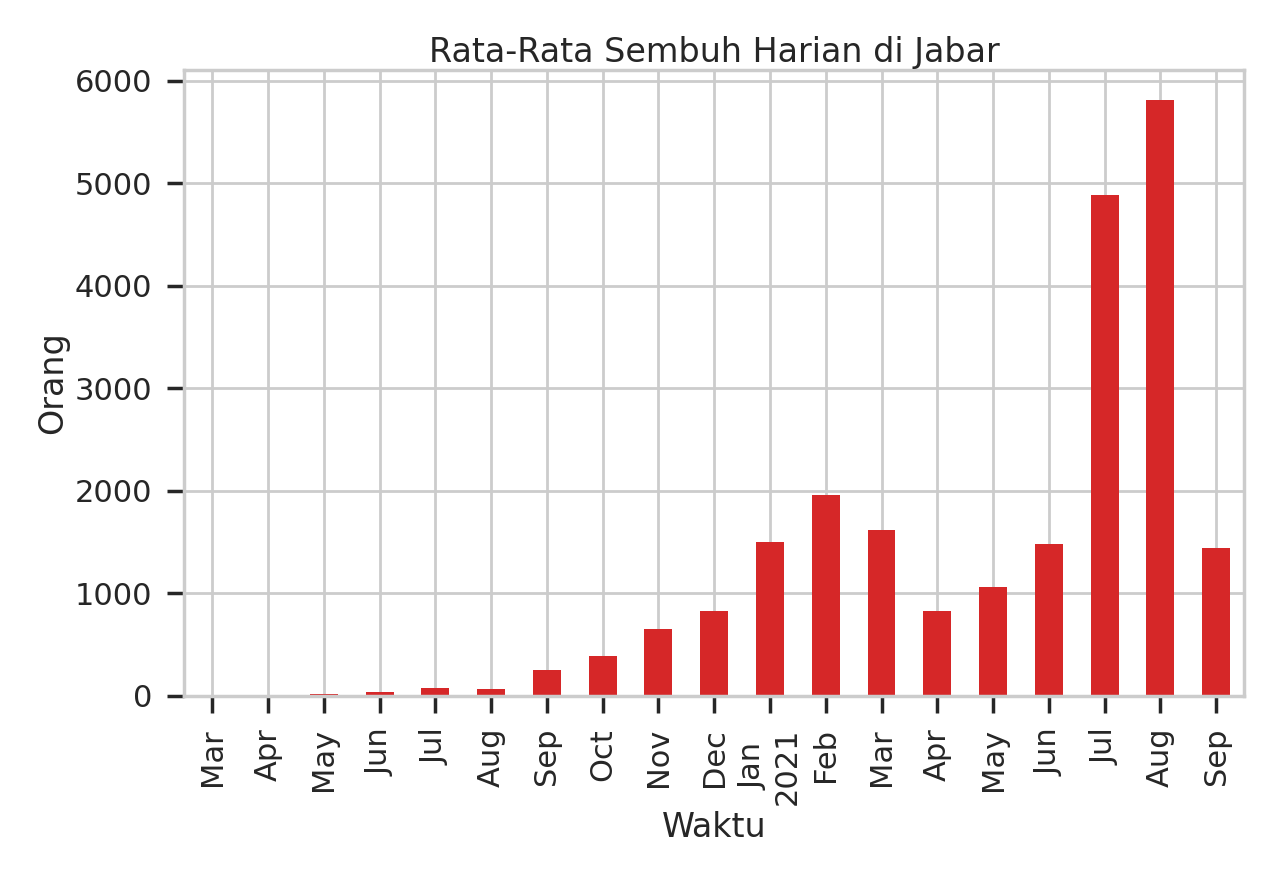 Rata-Rata Sembuh Harian di Jabar
6000
5000
4000
3000
2000
1000
0
Orang
Mar
Apr
May
Jun
Jul
Aug
Sep
Oct
Nov
Dec
Jan
2021
Feb
Mar
Apr
May
Jun
Jul
Aug
Sep
Waktu